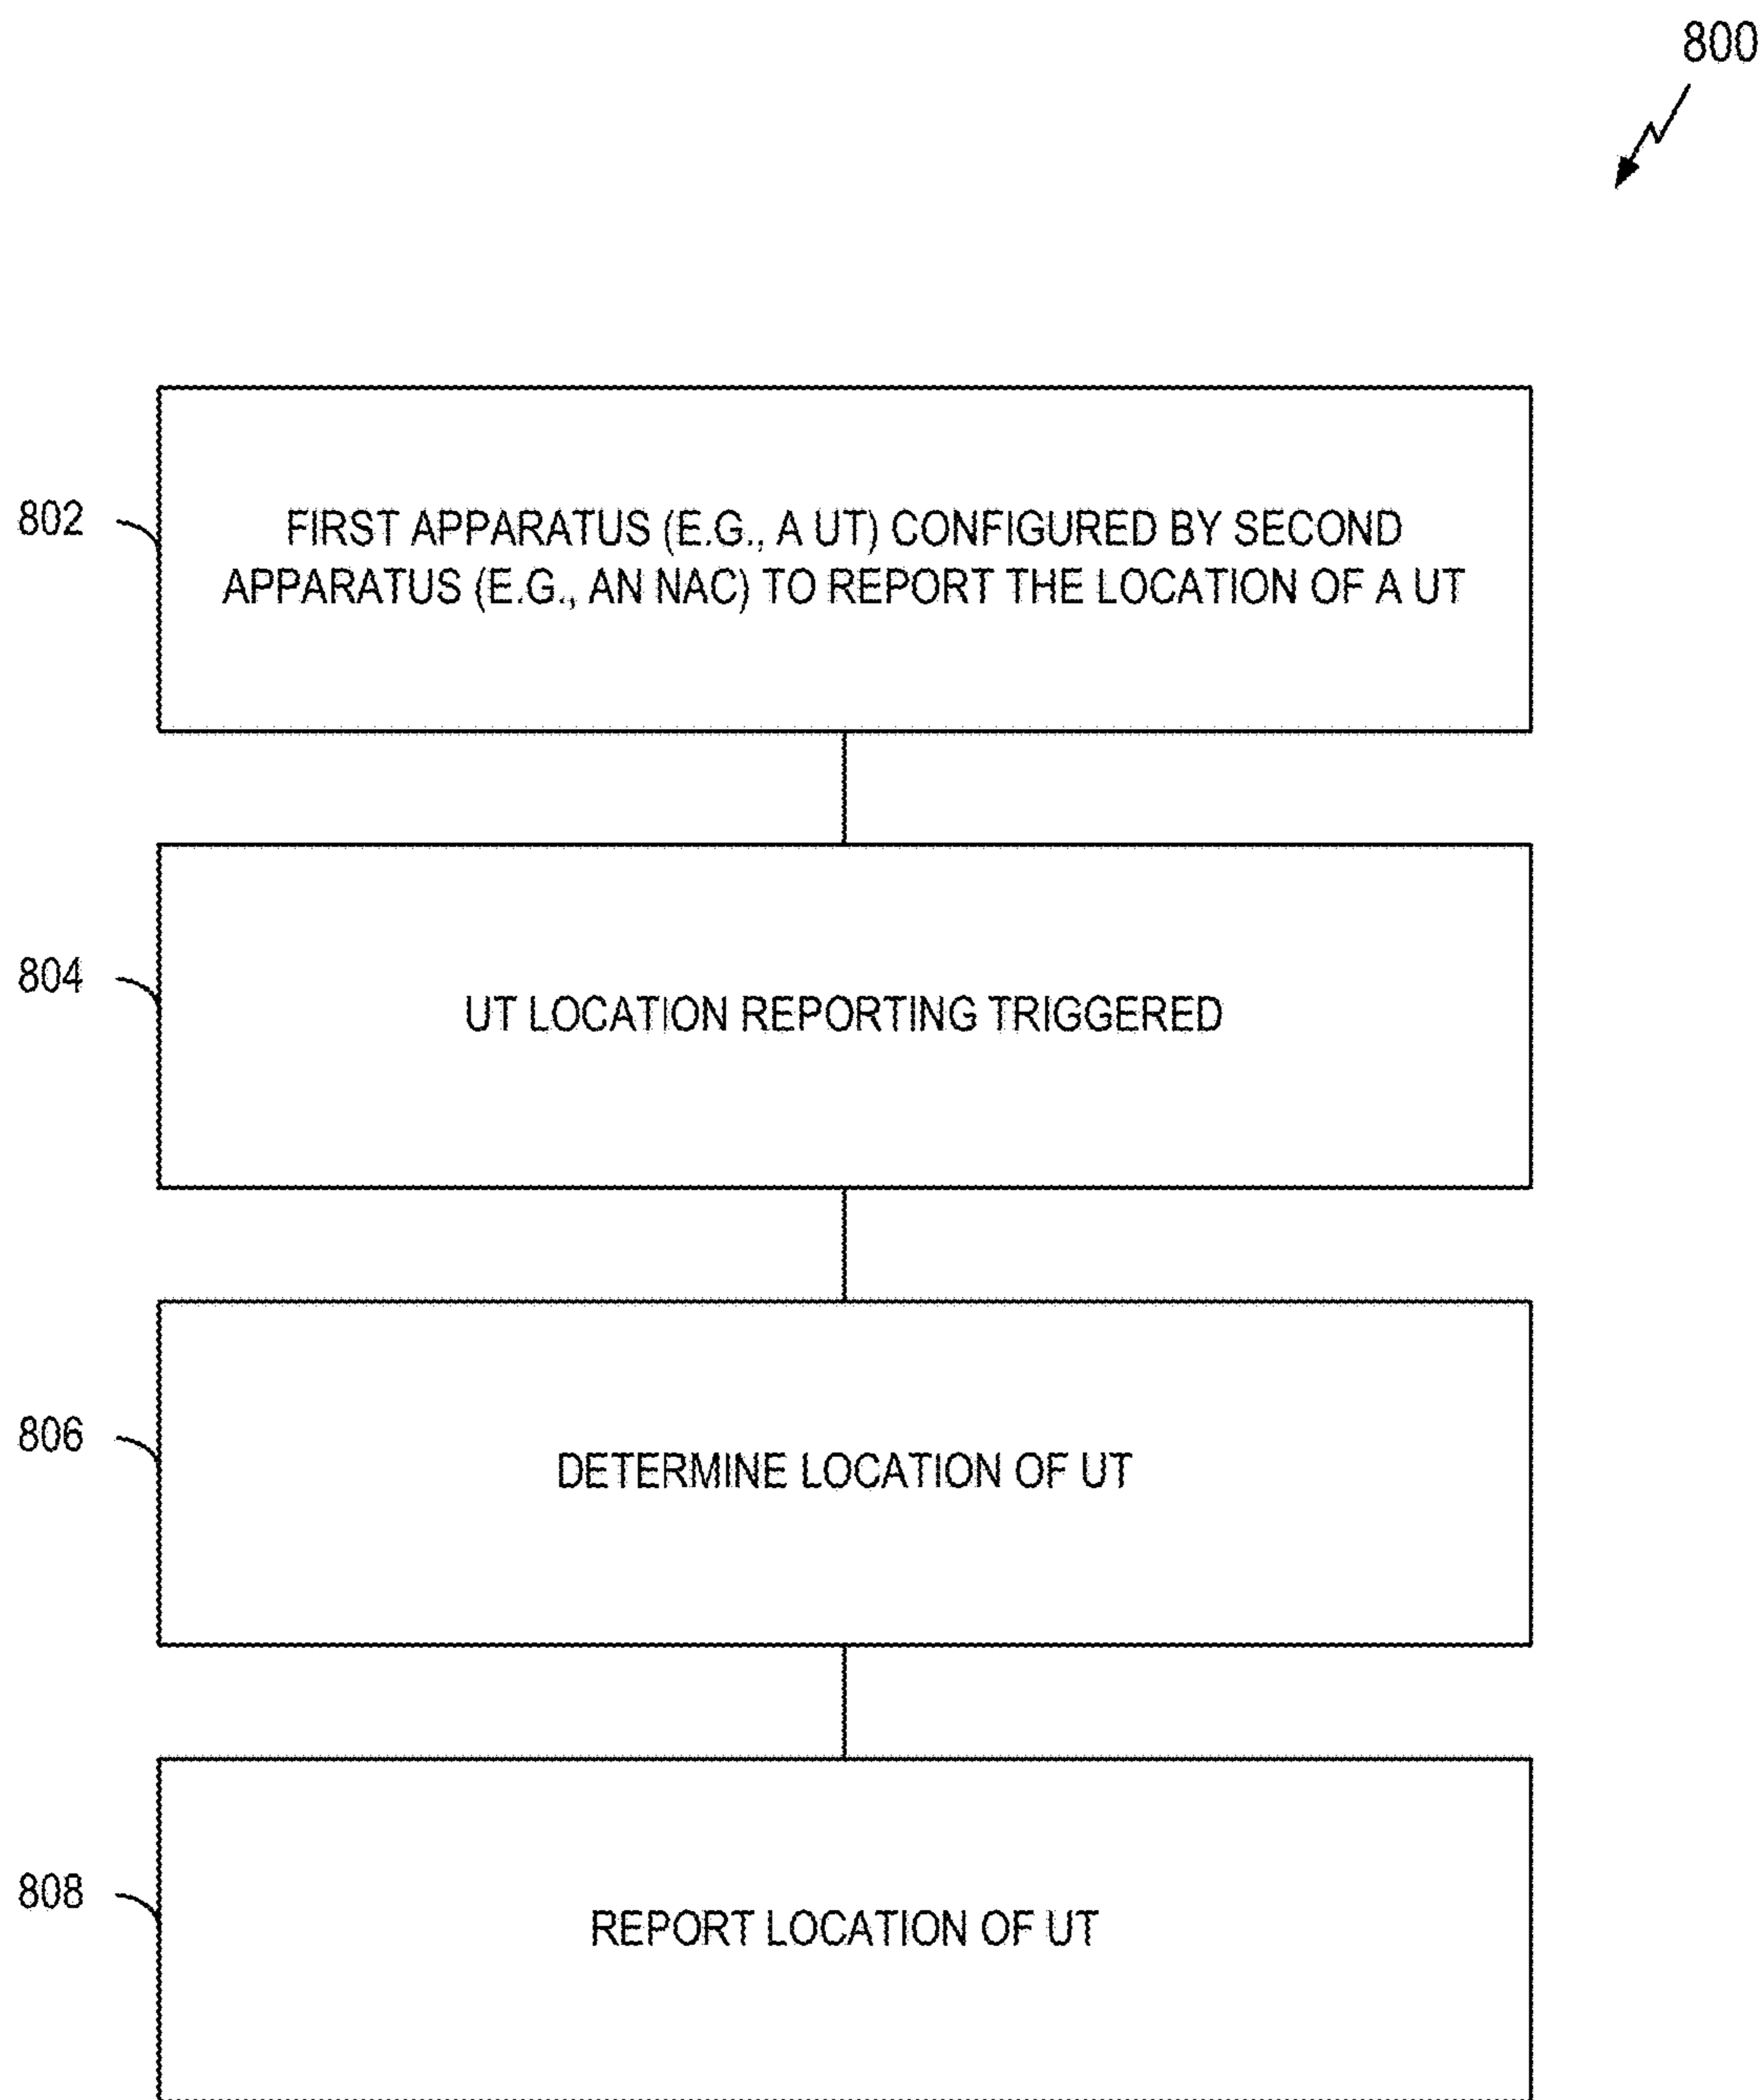 800
802
FIRST APPARATUS (E.G., A UT) CONFIGURED BY SECOND
APPARATUS (E.G., AN NAC) TO REPORT THE LOCATION OF A UT
804
UT LOCATION REPORTING TRIGGERED
806
DETERMINE LOCATION OF UT
808
REPORT LOCATION OF UT